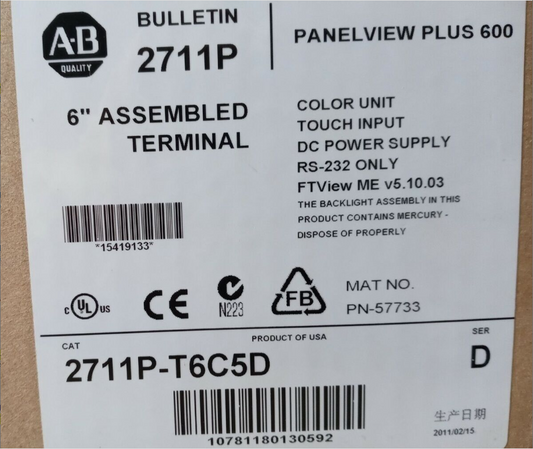 A-B
QUALITY
BULLETIN
2711P
PANELVIEW PLUS 600
6" ASSEMBLED
TERMINAL
COLOR UNIT
TOUCH INPUT
DC POWER SUPPLY
RS-232 ONLY
FTView ME v5.10.03
THE BACKLIGHT ASSEMBLY IN THIS
PRODUCT CONTAINS MERCURY -
DISPOSE OF PROPERLY
*15419133*
c UL US
CE
N223
FB
MAT NO.
PN-57733
PRODUCT OF USA
CAT
SER
2711P-T6C5D
D
10781180130592
生产日期
2011/02/15